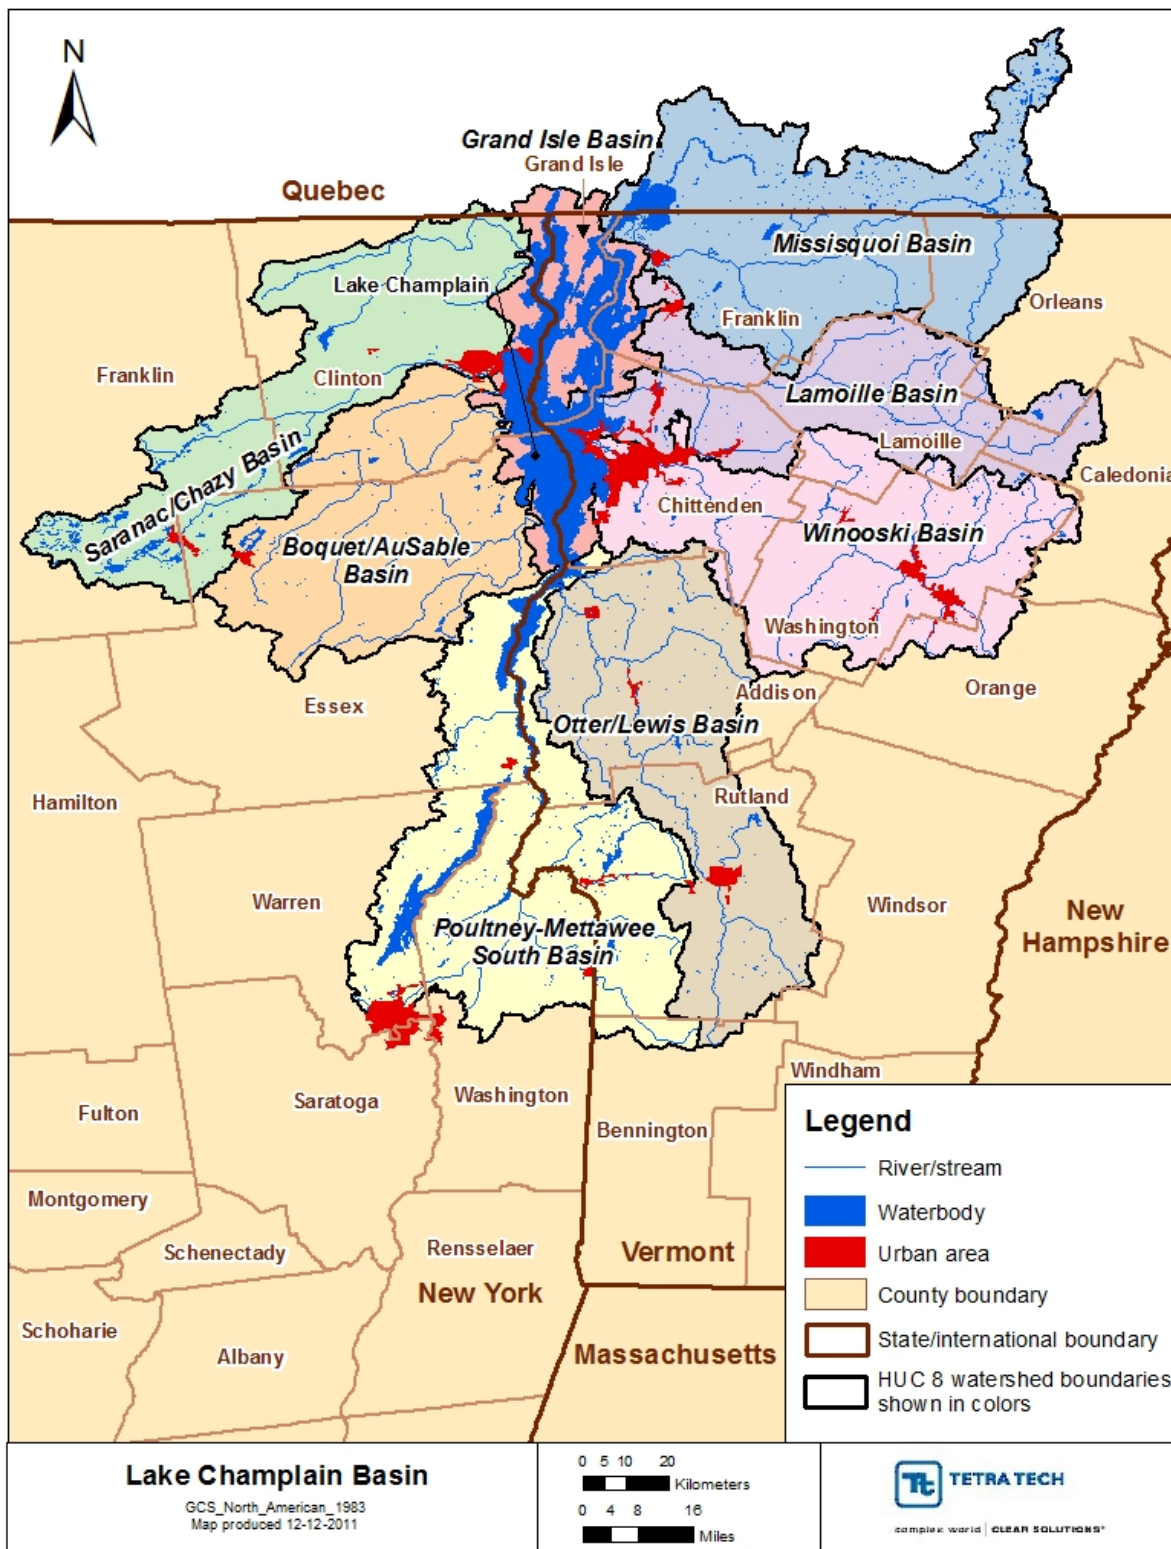 N
Grand Isle Basin
Grand Isle
Quebec
Missisquoi Basin
Lake Champlain
Orleans
Franklin
Franklin
Clinton
Lamoille Basin
Lamoille
Caledonia
Saranac/Chazy Basin
Chittenden
Winooski Basin
Boquet/AuSable
Basin
Washington
Addison
Orange
Essex
Otter/Lewis Basin
Hamilton
Rutland
Warren
Windsor
New
Hampshire
Poultney-Mettawee
South Basin
Windham
Washington
Saratoga
Fulton
Bennington
Montgomery
Schenectady
Rensselaer
Vermont
New York
Schoharie
Albany
Massachusetts
Legend
River/stream
Waterbody
Urban area
County boundary
State/international boundary
HUC 8 watershed boundaries
shown in colors
Lake Champlain Basin
GCS_North_American_1983
Map produced 12-12-2011
0 5 10 20
Kilometers
0 4 8 16
Miles
Tt TETRA TECH
complex world | CLEAR SOLUTIONS®